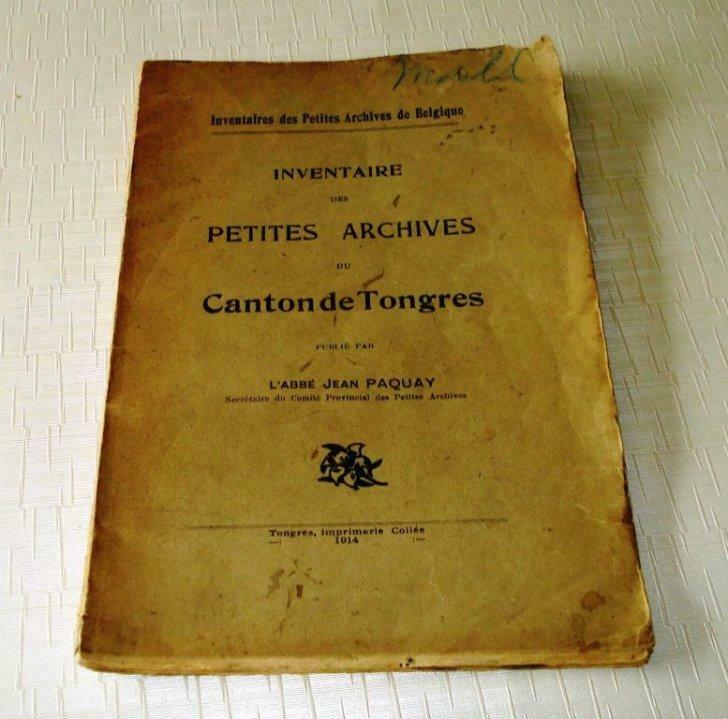 Inventaires des Petites Archives de Belgique
INVENTAIRE
DES
PETITES ARCHIVES
DU
Canton de Tongres
PUBLIÉ PAR
L'ABBÉ JEAN PAQUAY
Secrétaire du Comité Provincial des Petites Archives
Tongres, imprimerie Collée
1914